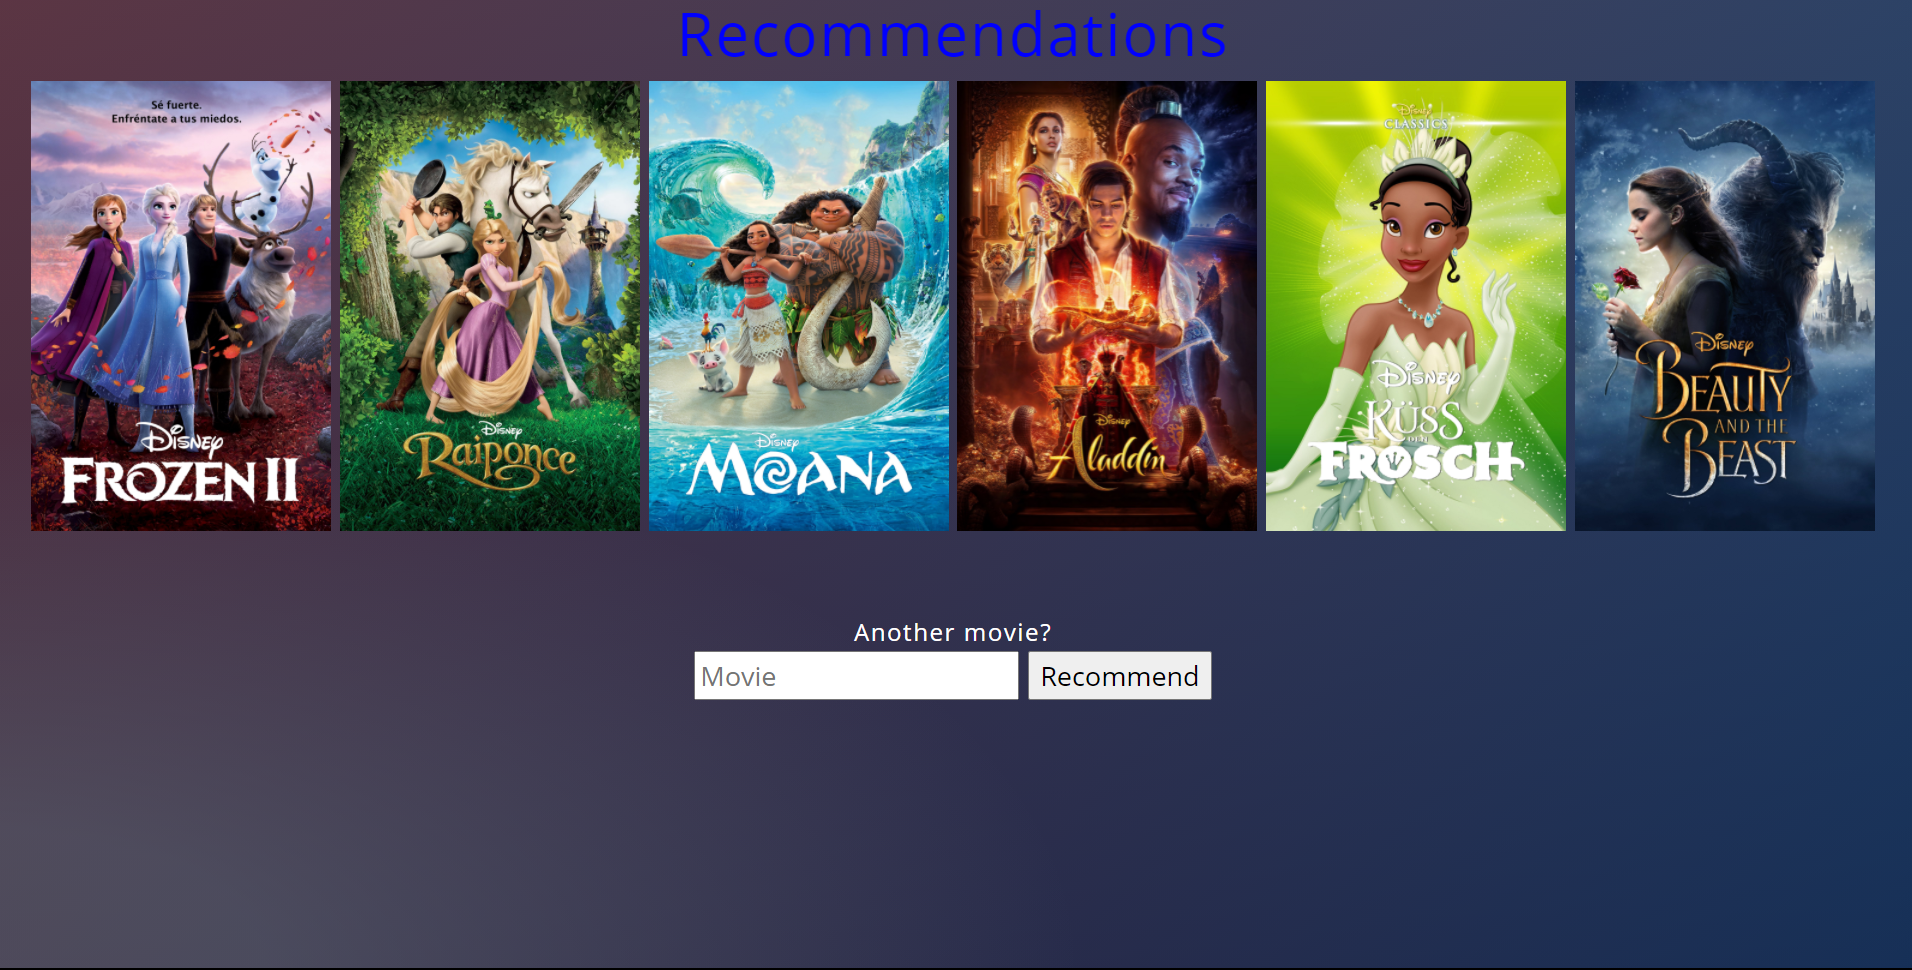 Recommendations
Sé fuerte.
Enfréntate a tus miedos.
Disney
FROZEN II
Disney
Raiponce
Disney
MOANA
Disney
Aladdin
Disney
CLASSICS
Disney
KÜSS
DEN
FROSCH
Disney
BEAUTY
AND THE
BEAST
Another movie?
Movie
Recommend